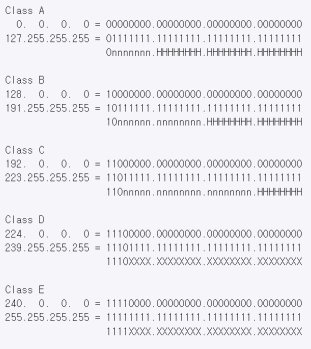 Class A
  0.  0.  0.  0 = 00000000.00000000.00000000.00000000
127.255.255.255 = 01111111.11111111.11111111.11111111
                  0nnnnnnn.HHHHHHHH.HHHHHHHH.HHHHHHHH
Class B
128.  0.  0.  0 = 10000000.00000000.00000000.00000000
191.255.255.255 = 10111111.11111111.11111111.11111111
                  10nnnnnn.nnnnnnnn.HHHHHHHH.HHHHHHHH
Class C
192.  0.  0.  0 = 11000000.00000000.00000000.00000000
223.255.255.255 = 11011111.11111111.11111111.11111111
                  110nnnnn.nnnnnnnn.nnnnnnnn.HHHHHHHH
Class D
224.  0.  0.  0 = 11100000.00000000.00000000.00000000
239.255.255.255 = 11101111.11111111.11111111.11111111
                  1110XXXX.XXXXXXXX.XXXXXXXX.XXXXXXXX
Class E
240.  0.  0.  0 = 11110000.00000000.00000000.00000000
255.255.255.255 = 11111111.11111111.11111111.11111111
                  1111XXXX.XXXXXXXX.XXXXXXXX.XXXXXXXX